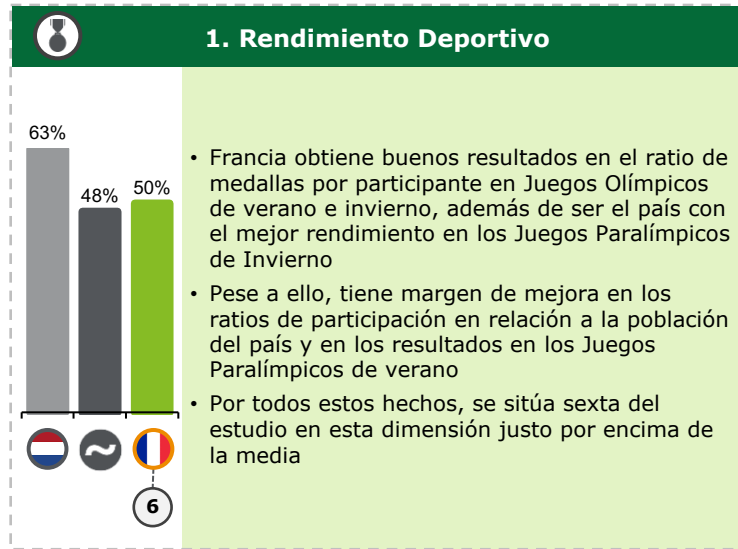 1. Rendimiento Deportivo
63%
48%
50%
• Francia obtiene buenos resultados en el ratio de
medallas por participante en Juegos Olímpicos
de verano e invierno, además de ser el país con
el mejor rendimiento en los Juegos Paralímpicos
de Invierno
• Pese a ello, tiene margen de mejora en los
ratios de participación en relación a la población
del país y en los resultados en los Juegos
Paralímpicos de verano
• Por todos estos hechos, se sitúa sexta del
estudio en esta dimensión justo por encima de
la media
6